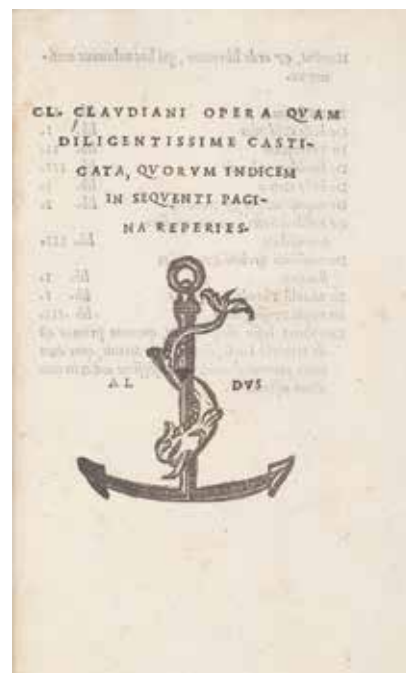 CL. CLAVDIANI OPERA QVAM
DILIGENTISSIME CASTI-
GATA, QVORVM INDICEM
IN SEQVENTI PAGI-
NA REPERIES.
AL DVS